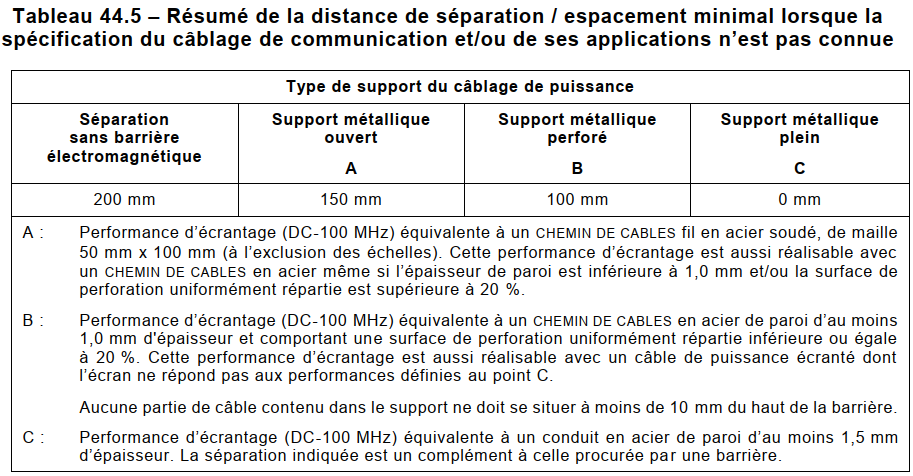 Tableau 44.5 – Résumé de la distance de séparation / espacement minimal lorsque la
spécification du câblage de communication et/ou de ses applications n’est pas connue
Type de support du câblage de puissance
Séparation
sans barrière
électromagnétique
Support métallique
ouvert
A
Support métallique
perforé
B
Support métallique
plein
C
200 mm
150 mm
100 mm
0 mm
A : Performance d’écrantage (DC-100 MHz) équivalente à un CHEMIN DE CABLES fil en acier soudé, de maille
50 mm x 100 mm (à l’exclusion des échelles). Cette performance d’écrantage est aussi réalisable avec
un CHEMIN DE CABLES en acier même si l’épaisseur de paroi est inférieure à 1,0 mm et/ou la surface de
perforation uniformément répartie est supérieure à 20 %.
B : Performance d’écrantage (DC-100 MHz) équivalente à un CHEMIN DE CABLES en acier de paroi d’au moins
1,0 mm d'épaisseur et comportant une surface de perforation uniformément répartie inférieure ou égale
à 20 %. Cette performance d’écrantage est aussi réalisable avec un câble de puissance écranté dont
l’écran ne répond pas aux performances définies au point C.
Aucune partie de câble contenu dans le support ne doit se situer à moins de 10 mm du haut de la barrière.
C : Performance d’écrantage (DC-100 MHz) équivalente à un conduit en acier de paroi d’au moins 1,5 mm
d’épaisseur. La séparation indiquée est un complément à celle procurée par une barrière.